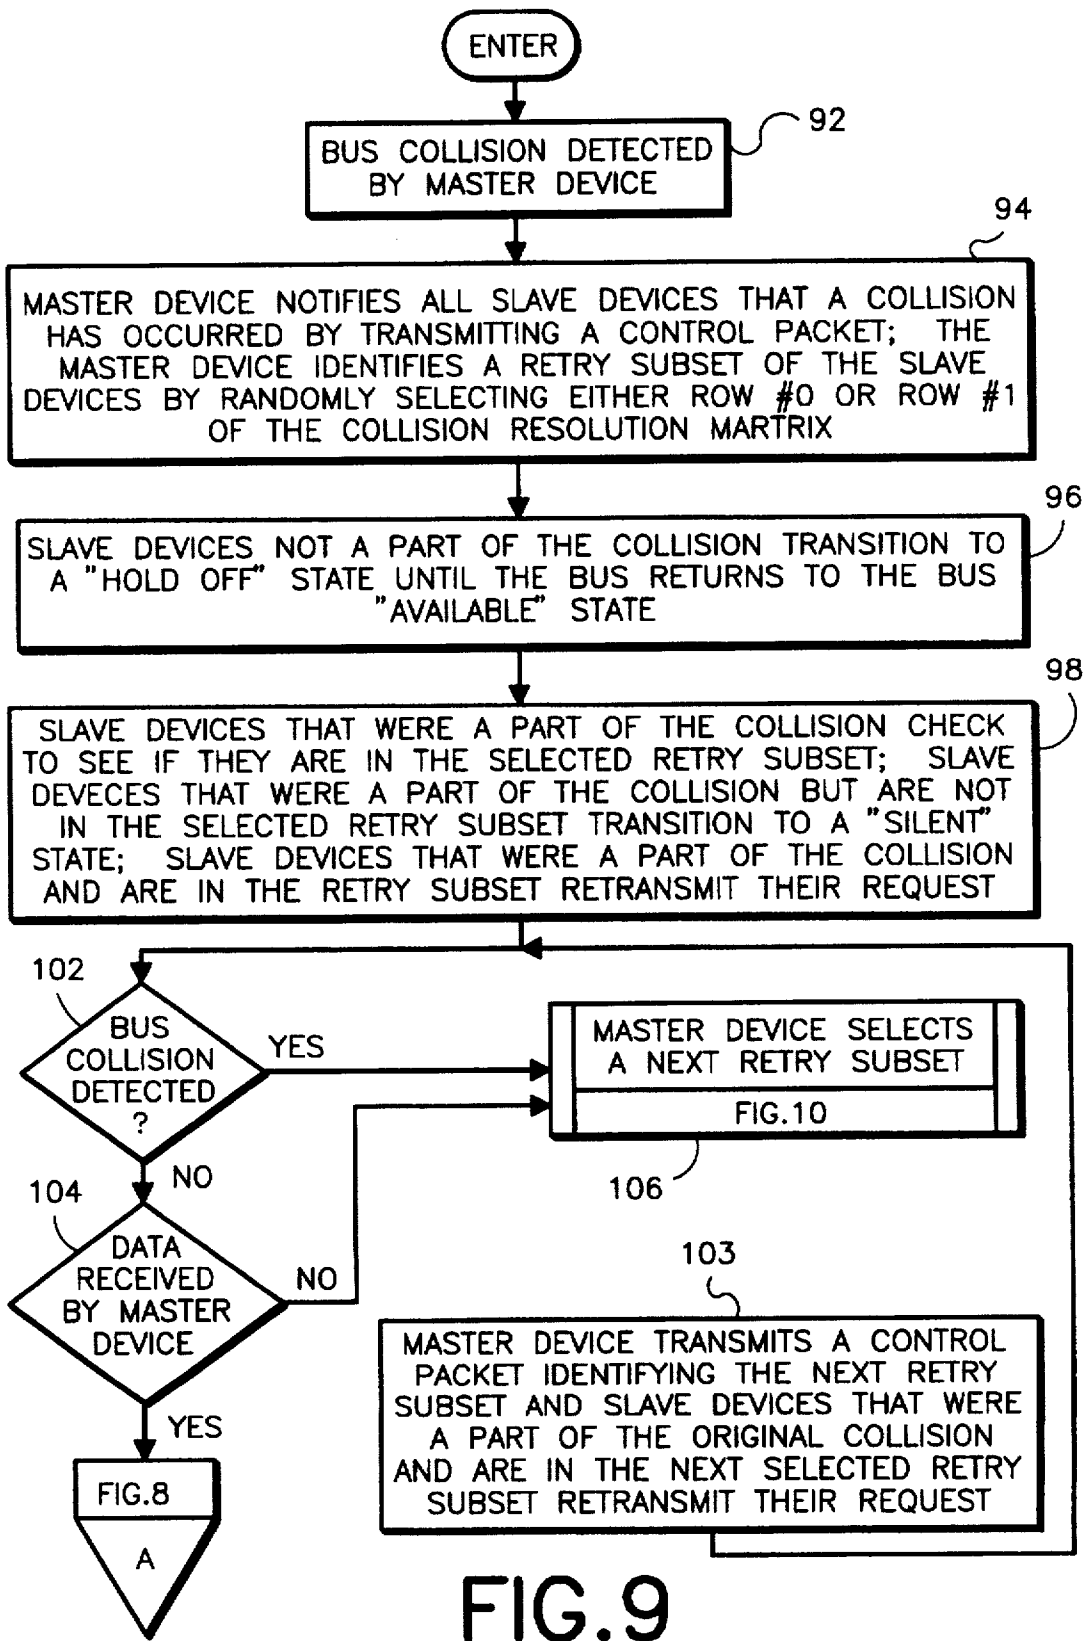 ENTER
92
BUS COLLISION DETECTED
BY MASTER DEVICE
94
MASTER DEVICE NOTIFIES ALL SLAVE DEVICES THAT A COLLISION
HAS OCCURRED BY TRANSMITTING A CONTROL PACKET; THE
MASTER DEVICE IDENTIFIES A RETRY SUBSET OF THE SLAVE
DEVICES BY RANDOMLY SELECTING EITHER ROW #0 OR ROW #1
OF THE COLLISION RESOLUTION MARTRIX
96
SLAVE DEVICES NOT A PART OF THE COLLISION TRANSITION TO
A "HOLD OFF" STATE UNTIL THE BUS RETURNS TO THE BUS
"AVAILABLE" STATE
98
SLAVE DEVICES THAT WERE A PART OF THE COLLISION CHECK
TO SEE IF THEY ARE IN THE SELECTED RETRY SUBSET; SLAVE
DEVECES THAT WERE A PART OF THE COLLISION BUT ARE NOT
IN THE SELECTED RETRY SUBSET TRANSITION TO A "SILENT"
STATE; SLAVE DEVICES THAT WERE A PART OF THE COLLISION
AND ARE IN THE RETRY SUBSET RETRANSMIT THEIR REQUEST
102
BUS
COLLISION
DETECTED
?
YES
NO
MASTER DEVICE SELECTS
A NEXT RETRY SUBSET
FIG.10
106
104
DATA
RECEIVED
BY MASTER
DEVICE
NO
YES
103
MASTER DEVICE TRANSMITS A CONTROL
PACKET IDENTIFYING THE NEXT RETRY
SUBSET AND SLAVE DEVICES THAT WERE
A PART OF THE ORIGINAL COLLISION
AND ARE IN THE NEXT SELECTED RETRY
SUBSET RETRANSMIT THEIR REQUEST
FIG.8
A
FIG.9